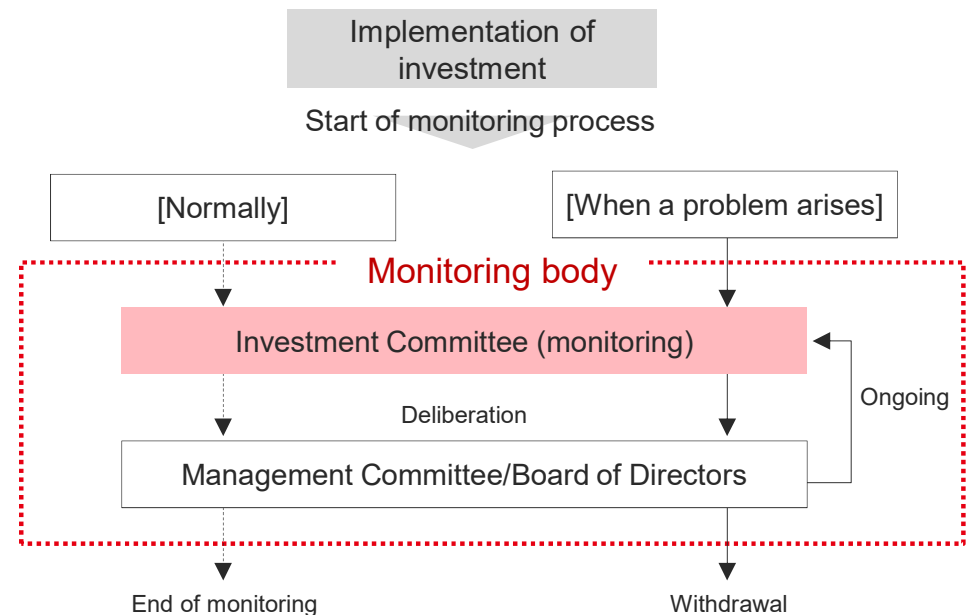 Implementation of
investment
Start of monitoring process
[Normally]
[When a problem arises]
Monitoring body
Investment Committee (monitoring)
Ongoing
Deliberation
Management Committee/Board of Directors
End of monitoring
Withdrawal